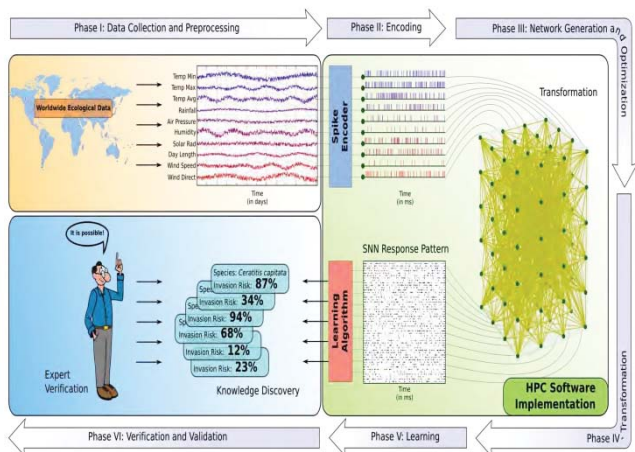 Phase I: Data Collection and Preprocessing
Phase II: Encoding
Phase III: Network Generation and
Optimization
Worldwide Ecological Data
Temp Min
Temp Max
Temp Avg
Rainfall
Air Pressure
Humidity
Solar Rad
Day Length
Wind Speed
Wind Direct
Time
(in days)
Spike
Encoder
Time
(in ms)
Transformation
It is possible!
Expert
Verification
Species: Ceratitis capitata
Invasion Risk: 87%
Invasion Risk: 34%
Invasion Risk: 94%
Invasion Risk: 68%
Invasion Risk: 12%
Invasion Risk: 23%
Knowledge Discovery
Learning
Algorithm
SNN Response Pattern
Time
(in ms)
HPC Software
Implementation
Phase VI: Verification and Validation
Phase V: Learning
Phase IV-
Transformation